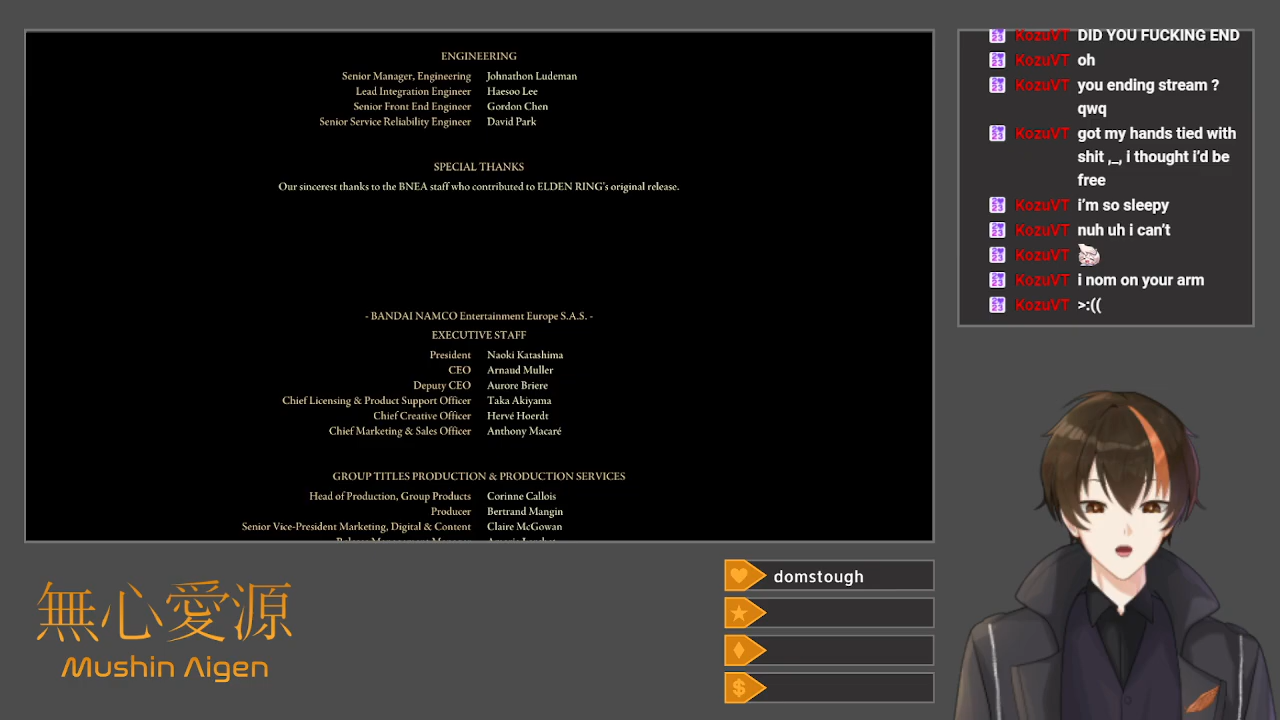 ENGINEERING
Senior Manager, Engineering Johnathon Ludeman
Lead Integration Engineer Haesoo Lee
Senior Front End Engineer Gordon Chen
Senior Service Reliability Engineer David Park
SPECIAL THANKS
Our sincerest thanks to the BNEA staff who contributed to ELDEN RING's original release.
- BANDAI NAMCO Entertainment Europe S.A.S. -
EXECUTIVE STAFF
President Naoki Katashima
CEO Arnaud Muller
Deputy CEO Aurore Briere
Chief Licensing & Product Support Officer Taka Akiyama
Chief Creative Officer Hervé Hoerdt
Chief Marketing & Sales Officer Anthony Macaré
GROUP TITLES PRODUCTION & PRODUCTION SERVICES
Head of Production, Group Products Corinne Callois
Producer Bertrand Mangin
Senior Vice-President Marketing, Digital & Content Claire McGowan
KozuVT DID YOU FUCKING END
KozuVT oh
KozuVT you ending stream ?
qwq
KozuVT got my hands tied with
shit ,_, i thought i'd be
free
KozuVT i'm so sleepy
KozuVT nuh uh i can't
KozuVT
KozuVT i nom on your arm
KozuVT >:((
domstough
無心愛源
Mushin Aigen